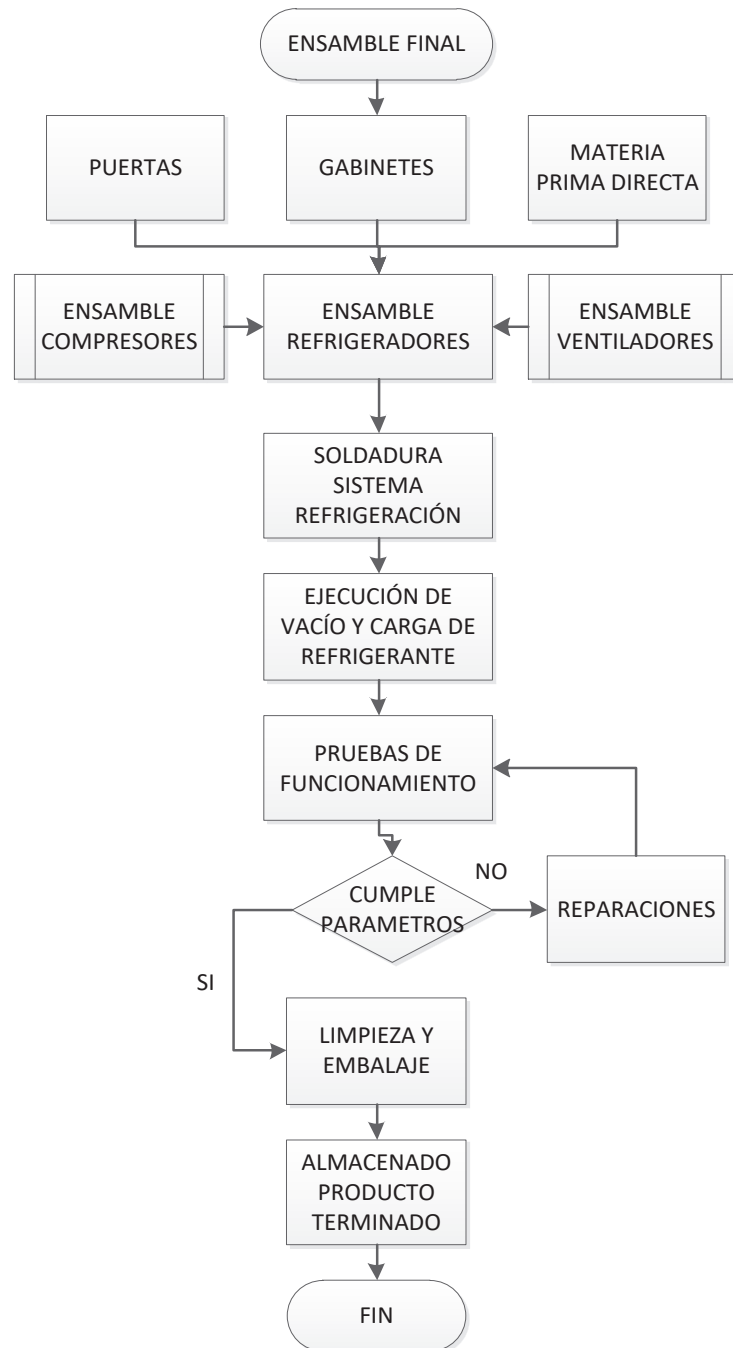 ENSAMBLE FINAL
PUERTAS
GABINETES
MATERIA
PRIMA DIRECTA
ENSAMBLE
COMPRESORES
ENSAMBLE
REFRIGERADORES
ENSAMBLE
VENTILADORES
SOLDADURA
SISTEMA
REFRIGERACIÓN
EJECUCIÓN DE
VACÍO Y CARGA DE
REFRIGERANTE
PRUEBAS DE
FUNCIONAMIENTO
CUMPLE
PARAMETROS
NO
REPARACIONES
SI
LIMPIEZA Y
EMBALAJE
ALMACENADO
PRODUCTO
TERMINADO
FIN